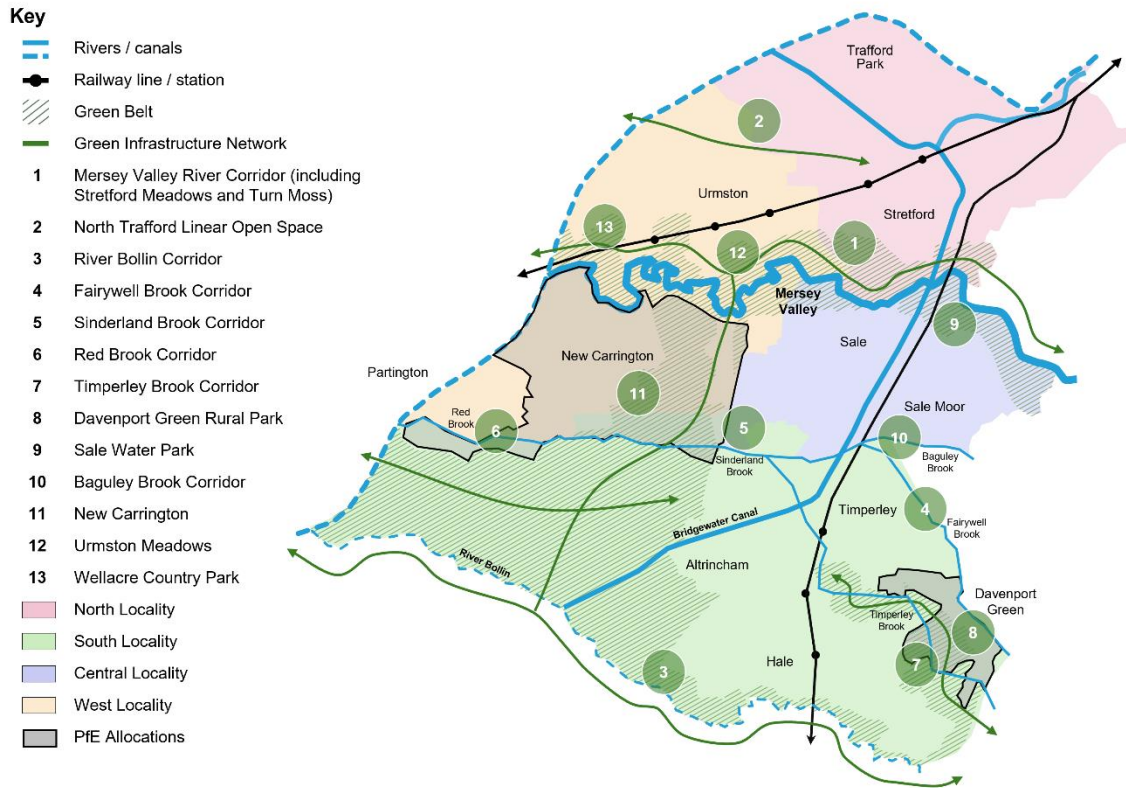 Key
Rivers / canals
Railway line / station
Green Belt
Green Infrastructure Network
1 Mersey Valley River Corridor (including
Stretford Meadows and Turn Moss)
2 North Trafford Linear Open Space
3 River Bollin Corridor
4 Fairywell Brook Corridor
5 Sinderland Brook Corridor
6 Red Brook Corridor
7 Timperley Brook Corridor
8 Davenport Green Rural Park
9 Sale Water Park
10 Baguley Brook Corridor
11 New Carrington
12 Urmston Meadows
13 Wellacre Country Park
North Locality
South Locality
Central Locality
West Locality
PfE Allocations
Trafford
Park
2
Urmston
Stretford
13
12
1
Mersey
Valley
9
Sale
New Carrington
Partington
11
Sale Moor
Red
Brook
6
5
10
Sinderland
Brook
Baguley
Brook
4
Timperley
Fairywell
Brook
Bridgewater Canal
River Bollin
Altrincham
Davenport
Green
Timperley
Brook
8
Hale
7
3